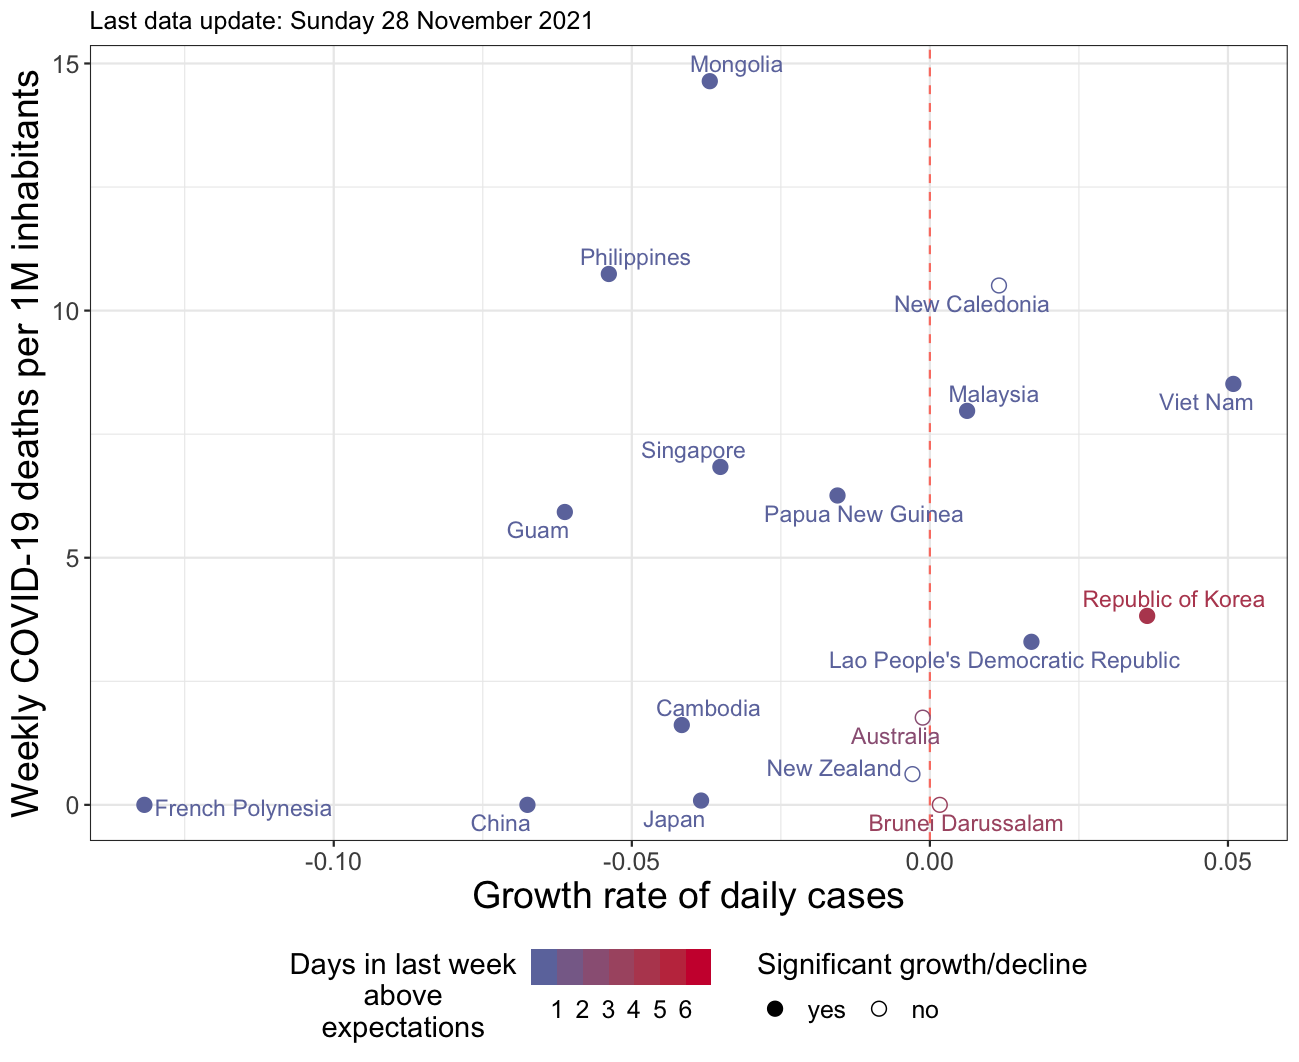 Last data update: Sunday 28 November 2021
Weekly COVID-19 deaths per 1M inhabitants
15
10
5
0
Mongolia
Philippines
New Caledonia
Malaysia
Viet Nam
Singapore
Papua New Guinea
Guam
Republic of Korea
Lao People's Democratic Republic
Cambodia
Australia
New Zealand
French Polynesia
China
Japan
Brunei Darussalam
-0.10
-0.05
0.00
0.05
Growth rate of daily cases
Days in last week
above
expectations
1 2 3 4 5 6
Significant growth/decline
yes no